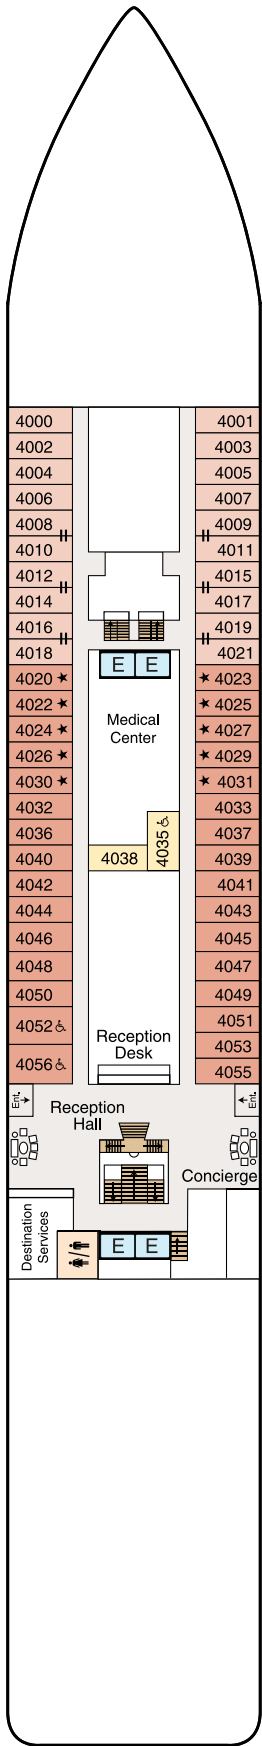 4000 4001
4002 4003
4004 4005
4006 4007
4008 4009
4010 4011
4012 4015
4014 4017
4016 4019
4018 4021
E E
4020 4023
4022 4025
Medical
Center
4024 4027
4026 4029
4030 4031
4032 4033
4036 4035 4037
4040 4038 4039
4042 4041
4044 4043
4046 4045
4048 4047
4050 4049
4052 4051
Reception
Desk
4053
4056 4055
Ent. Ent.
Reception
Hall
Concierge
Destination
Services
E E